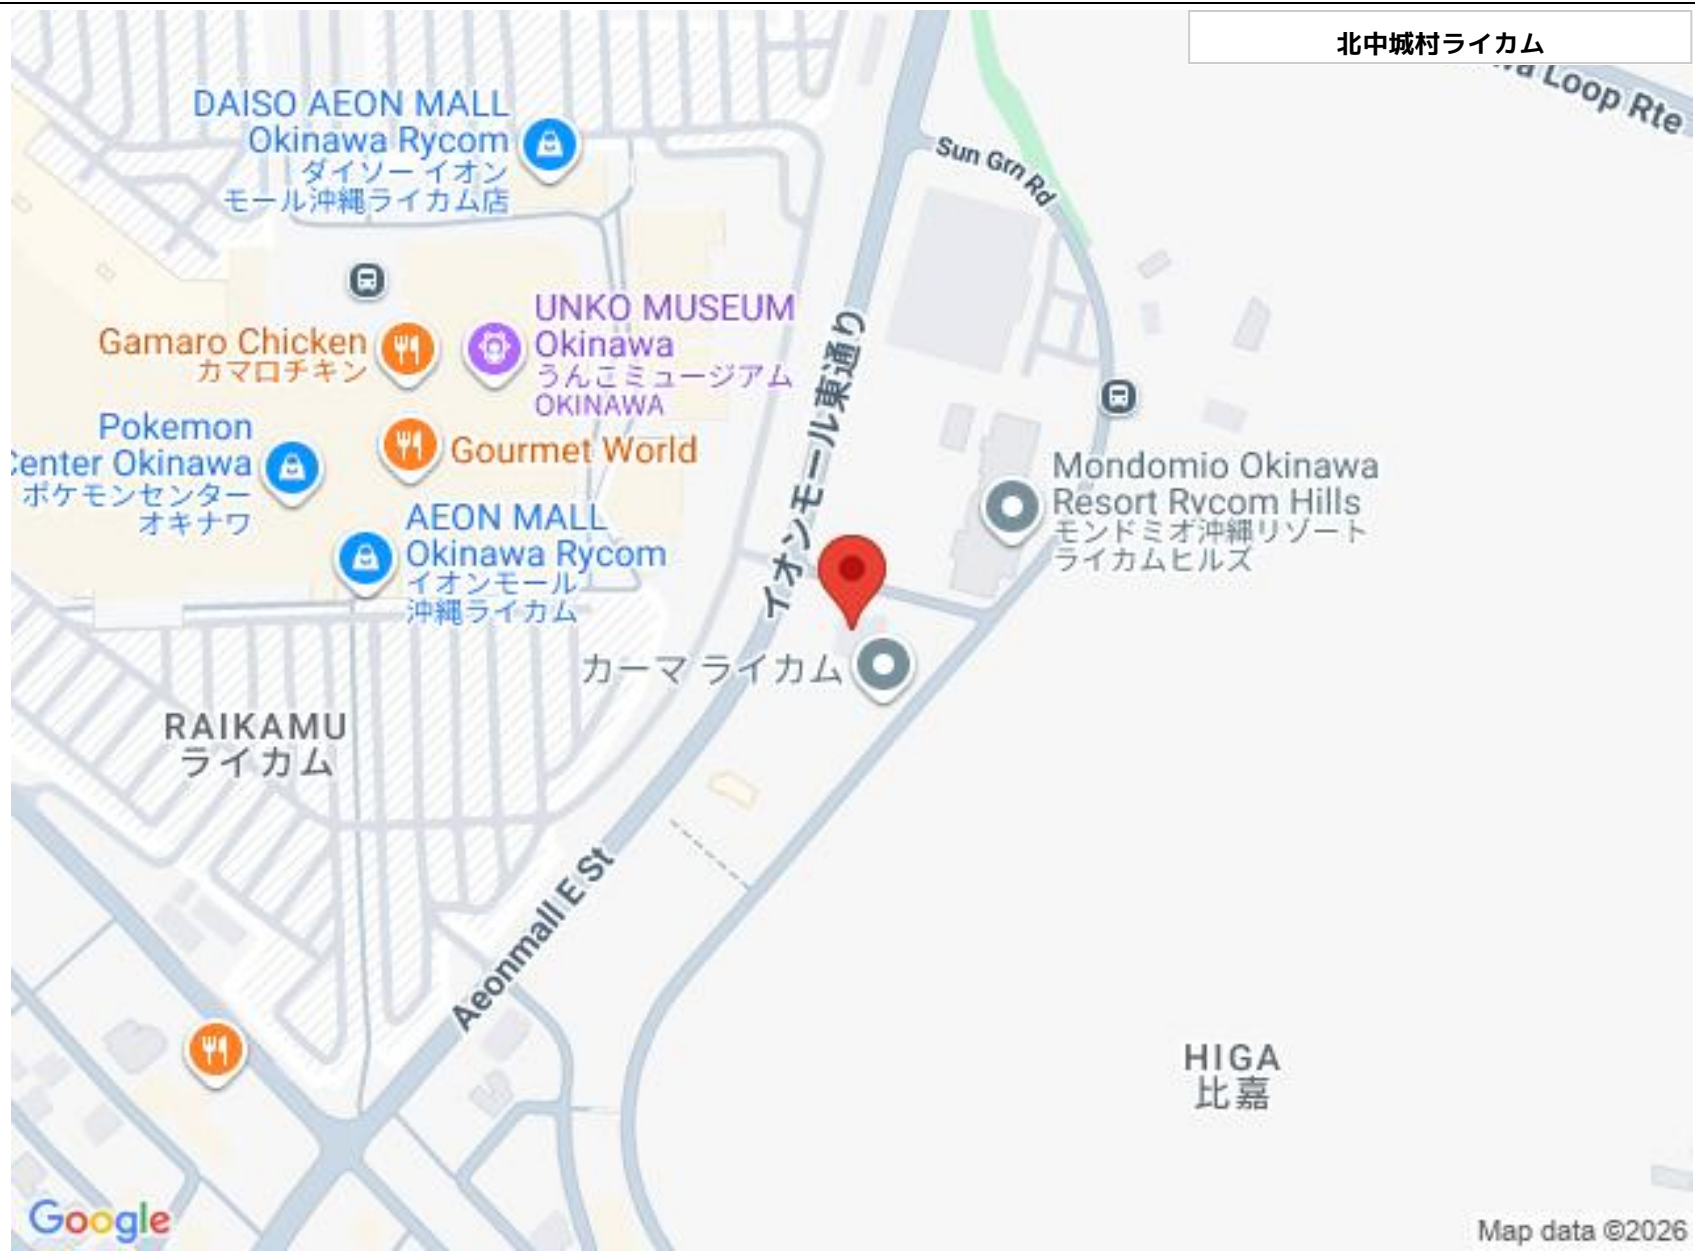 北中城村ライカム
wa Loop Rte
DAISO AEON MALL
Okinawa Rycom
ダイソー イオン
モール沖縄ライカム店
Sun Grn Rd
UNKO MUSEUM
Okinawa
うんこミュージアム
OKINAWA
Gamaro Chicken
カマロチキン
イオンモール東通り
Pokemon
Center Okinawa
ポケモンセンター
オキナワ
Gourmet World
Mondomio Okinawa
Resort Rycom Hills
モンドミオ沖縄リゾート
ライカムヒルズ
AEON MALL
Okinawa Rycom
イオンモール
沖縄ライカム
カーマ ライカム
RAIKAMU
ライカム
Aeonmall E St
HIGA
比嘉
Google
Map data ©2026